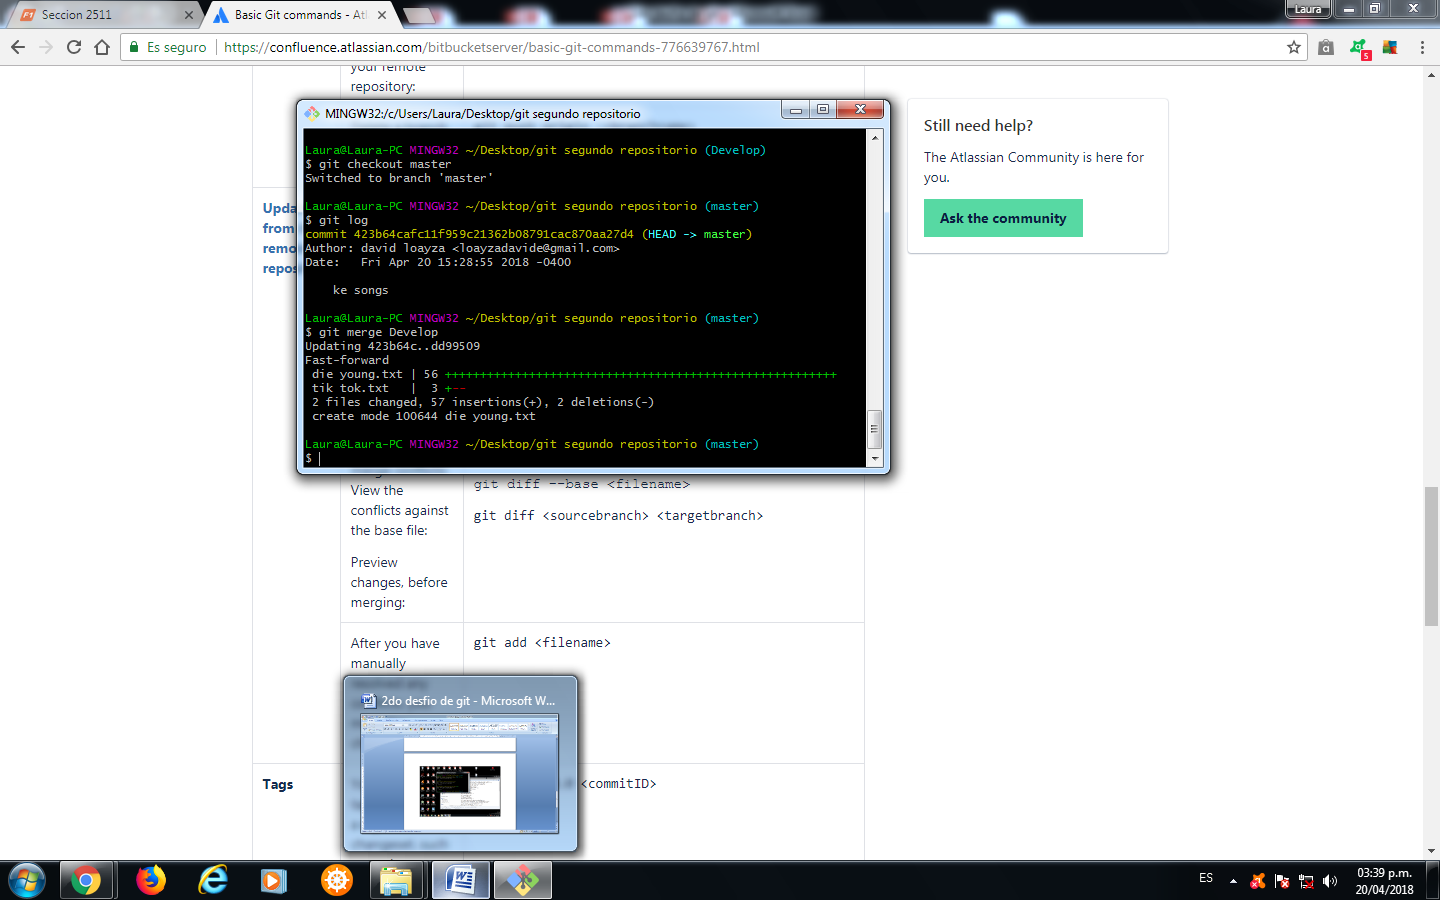 Seccion 2511
Basic Git commands - Atl
Laura
Es seguro
https://confluence.atlassian.com/bitbucketserver/basic-git-commands-776639767.html
5
your remote
repository:
MINGW32:/c/Users/Laura/Desktop/git segundo repositorio
Laura@Laura-PC MINGW32 ~/Desktop/git segundo repositorio (Develop)
$ git checkout master
Switched to branch 'master'
Laura@Laura-PC MINGW32 ~/Desktop/git segundo repositorio (master)
$ git log
commit 423b64cafc11f959c21362b08791cac870aa27d4 (HEAD -> master)
Author: david loayza <loayzadavide@gmail.com>
Date:   Fri Apr 20 15:28:55 2018 -0400
ke songs
Laura@Laura-PC MINGW32 ~/Desktop/git segundo repositorio (master)
$ git merge Develop
Updating 423b64c..dd99509
Fast-forward
die young.txt | 56 ++++++++++++++++++++++++++++++++++++++++++++++++++++++++
tik tok.txt   |  3 +--
2 files changed, 57 insertions(+), 2 deletions(-)
create mode 100644 die young.txt
Laura@Laura-PC MINGW32 ~/Desktop/git segundo repositorio (master)
$
Still need help?
The Atlassian Community is here for
you.
Ask the community
Upda
from
remo
repos
git diff --base <filename>
View the
conflicts against
the base file:
git diff <sourcebranch> <targetbranch>
Preview
changes, before
merging:
After you have
manually
git add <filename>
2do desfio de git - Microsoft W...
Tags
<commitID>
ES
03:39 p.m.
20/04/2018